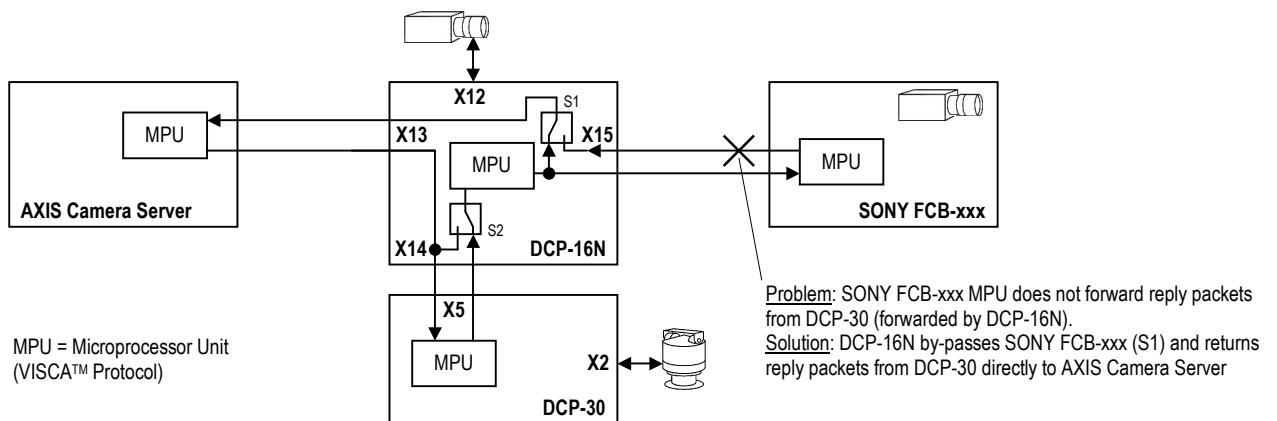 X12
S1
X13
X15
MPU
MPU
MPU
AXIS Camera Server
SONY FCB-xxx
S2
X14
DCP-16N
X5
Problem: SONY FCB-xxx MPU does not forward reply packets
from DCP-30 (forwarded by DCP-16N).
Solution: DCP-16N by-passes SONY FCB-xxx (S1) and returns
reply packets from DCP-30 directly to AXIS Camera Server
MPU = Microprocessor Unit
(VISCA™ Protocol)
MPU
X2
DCP-30